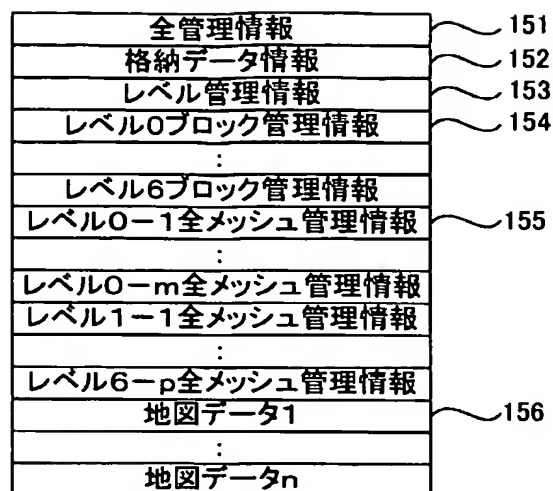 全管理情報 151
格納データ情報 152
レベル管理情報 153
レベル0ブロック管理情報 154
:
レベル6ブロック管理情報
レベル0−1全メッシュ管理情報 155
:
レベル0−m全メッシュ管理情報
レベル1−1全メッシュ管理情報
:
レベル6−p全メッシュ管理情報
地図データ1 156
:
地図データn